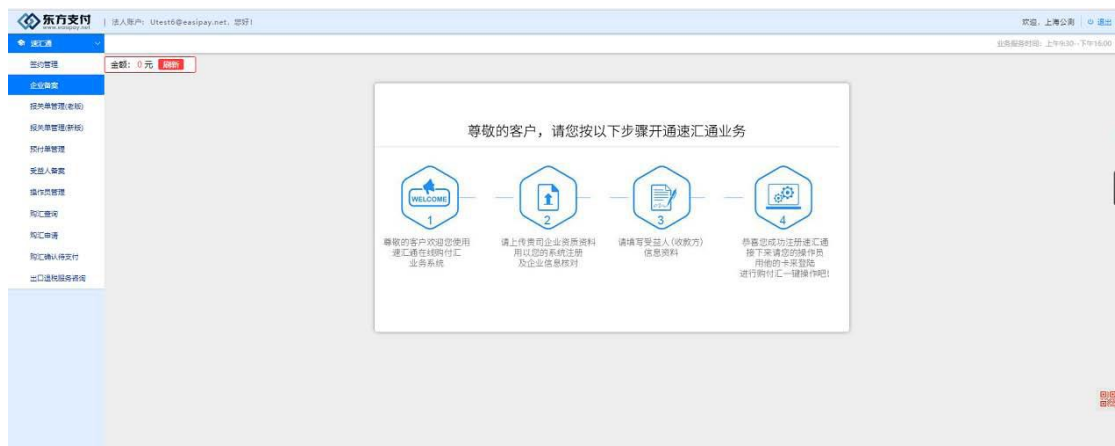 东方支付
www.easipay.net
法人账户: Utest6@easipay.net, 您好!
欢迎, 上海公测
退出
速汇通
业务服务时间: 上午9:30--下午16:00
签约管理
金额: 0 元 刷新
企业备案
报关单管理(老版)
报关单管理(新版)
预付单管理
受益人备案
操作员管理
购汇查询
购汇申请
购汇确认待支付
出口退税服务咨询
尊敬的客户，请您按以下步骤开通速汇通业务
WELCOME
1
2
3
4
尊敬的客户欢迎您使用
速汇通在线购付汇
业务系统
请上传贵司企业资质资料
用以您的系统注册
及企业信息核对
请填写受益人(收款方)
信息资料
恭喜您成功注册速汇通
接下来请您的操作员
用他的卡来登陆
进行购付汇一键操作吧!